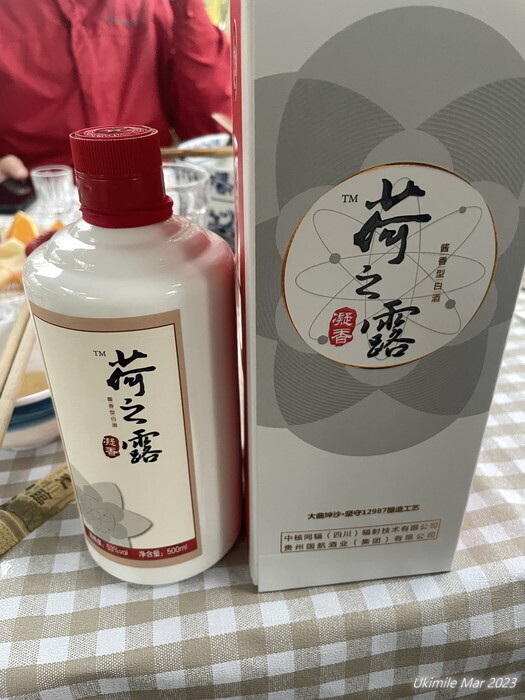 TM
荷之露
酱香型白酒
凝香
53%vol
净含量：500ml
TM
荷之露
酱香型白酒
凝香
大曲坤沙·坚守12987酿造工艺
中核同辐（四川）辐射技术有限公司
贵州国航酒业（集团）有限公司
Ukimile Mar 2023